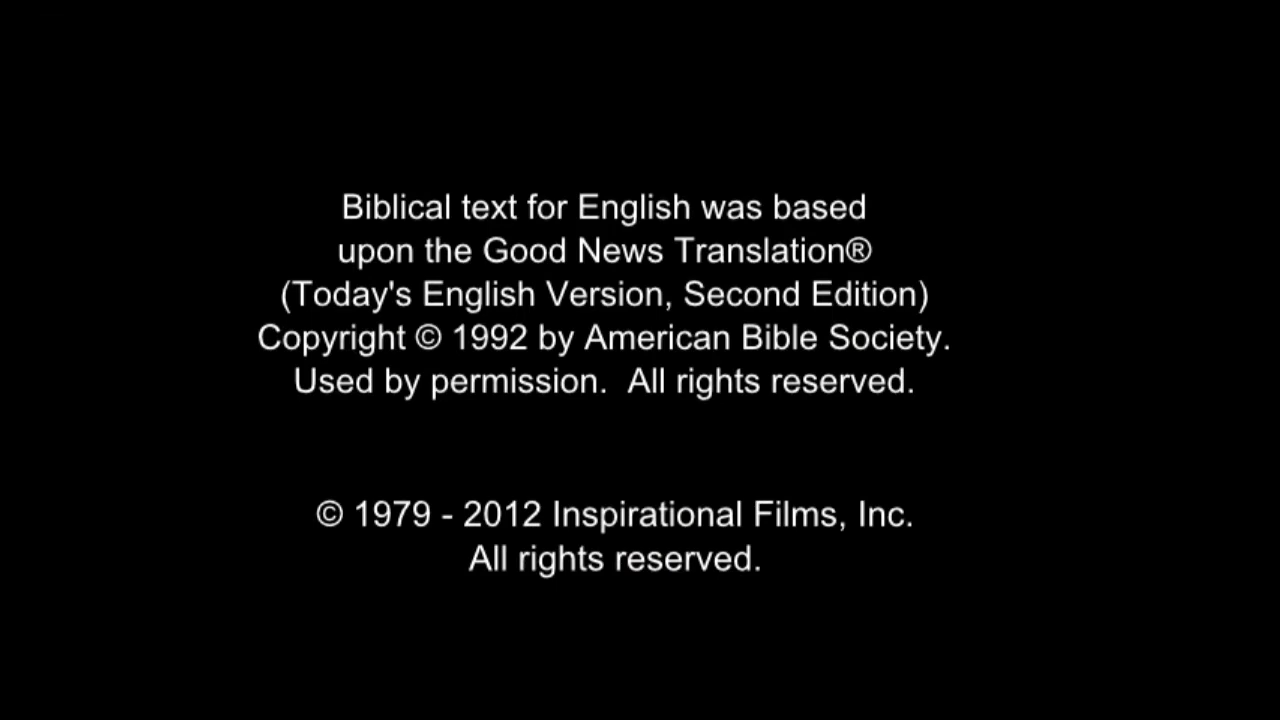 Biblical text for English was based
upon the Good News Translation®
(Today's English Version, Second Edition)
Copyright © 1992 by American Bible Society.
Used by permission.  All rights reserved.
© 1979 - 2012 Inspirational Films, Inc.
All rights reserved.